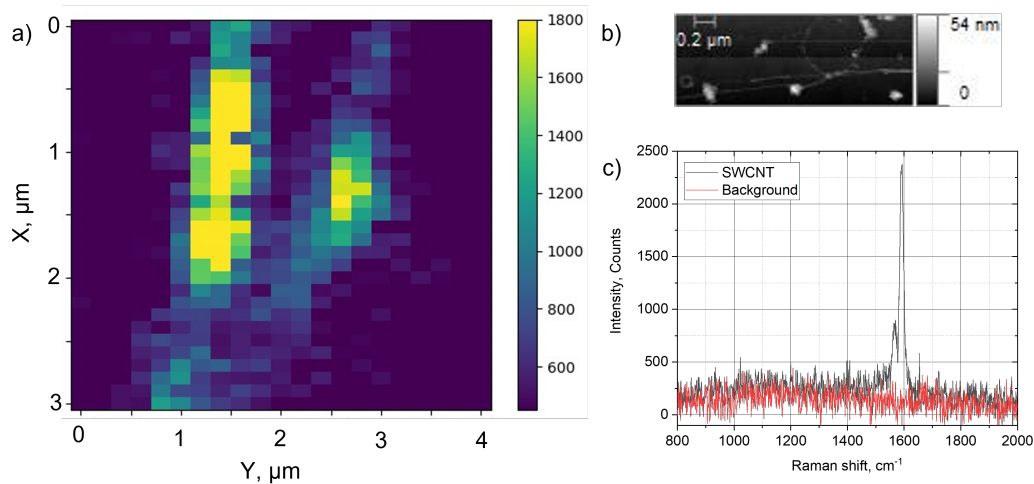 a)
0
1
2
3
X, µm
0
1
2
3
4
Y, µm
1800
1600
1400
1200
1000
800
600
b)
0.2 µm
54 nm
0
c)
2500
2000
1500
1000
500
0
Intensity, Counts
SWCNT
Background
800
1000
1200
1400
1600
1800
2000
Raman shift, cm-1